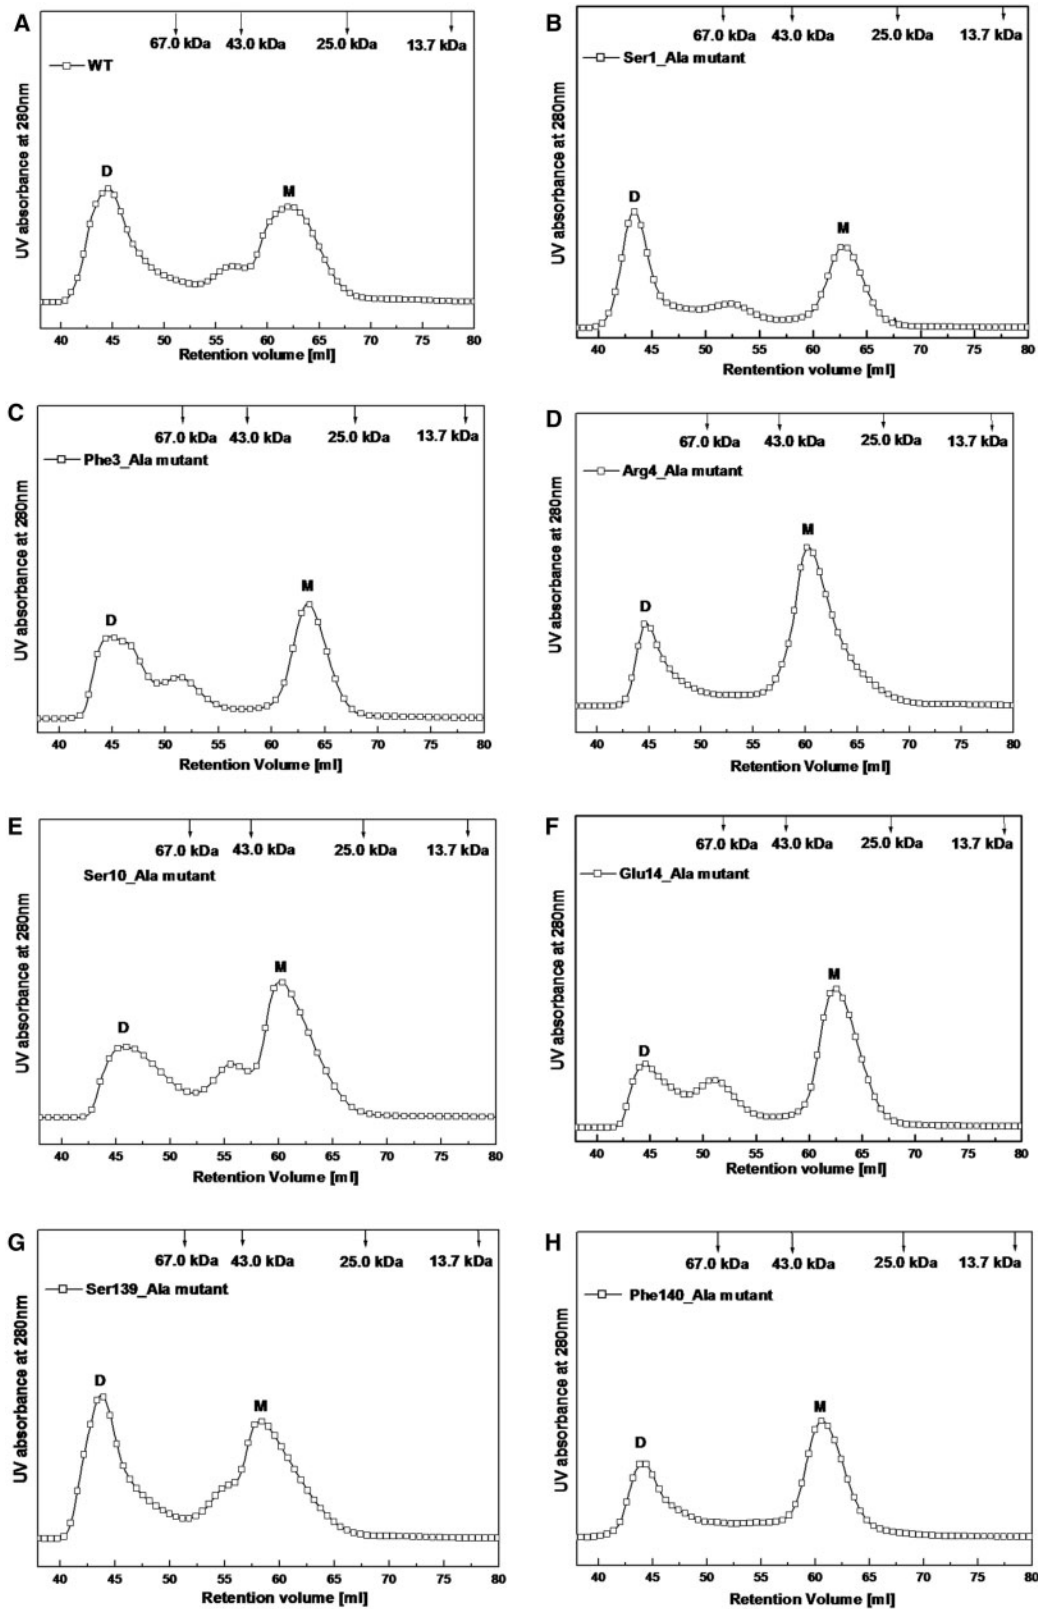 A
67.0 kDa 43.0 kDa 25.0 kDa 13.7 kDa
WT
UV absorbance at 280nm
D
M
40 45 50 55 60 65 70 75 80
Retention volume [ml]
B
67.0 kDa 43.0 kDa 25.0 kDa 13.7 kDa
Ser1_Ala mutant
UV absorbance at 280nm
D
M
40 45 50 55 60 65 70 75 80
Rentention volume [ml]
C
67.0 kDa 43.0 kDa 25.0 kDa 13.7 kDa
Phe3_Ala mutant
UV absorbance at 280nm
D
M
40 45 50 55 60 65 70 75 80
Retention Volume [ml]
D
67.0 kDa 43.0 kDa 25.0 kDa 13.7 kDa
Arg4_Ala mutant
UV absorbance at 280nm
D
M
40 45 50 55 60 65 70 75 80
Retention Volume [ml]
E
67.0 kDa 43.0 kDa 25.0 kDa 13.7 kDa
Ser10_Ala mutant
UV absorbance at 280nm
D
M
40 45 50 55 60 65 70 75 80
Retention Volume [ml]
F
67.0 kDa 43.0 kDa 25.0 kDa 13.7 kDa
Glu14_Ala mutant
UV absorbance at 280nm
D
M
40 45 50 55 60 65 70 75 80
Retention volume [ml]
G
67.0 kDa 43.0 kDa 25.0 kDa 13.7 kDa
Ser139_Ala mutant
UV absorbance at 280nm
D
M
40 45 50 55 60 65 70 75 80
Retention volume [ml]
H
67.0 kDa 43.0 kDa 25.0 kDa 13.7 kDa
Phe140_Ala mutant
UV absorbance at 280nm
D
M
40 45 50 55 60 65 70 75 80
Retention volume [ml]